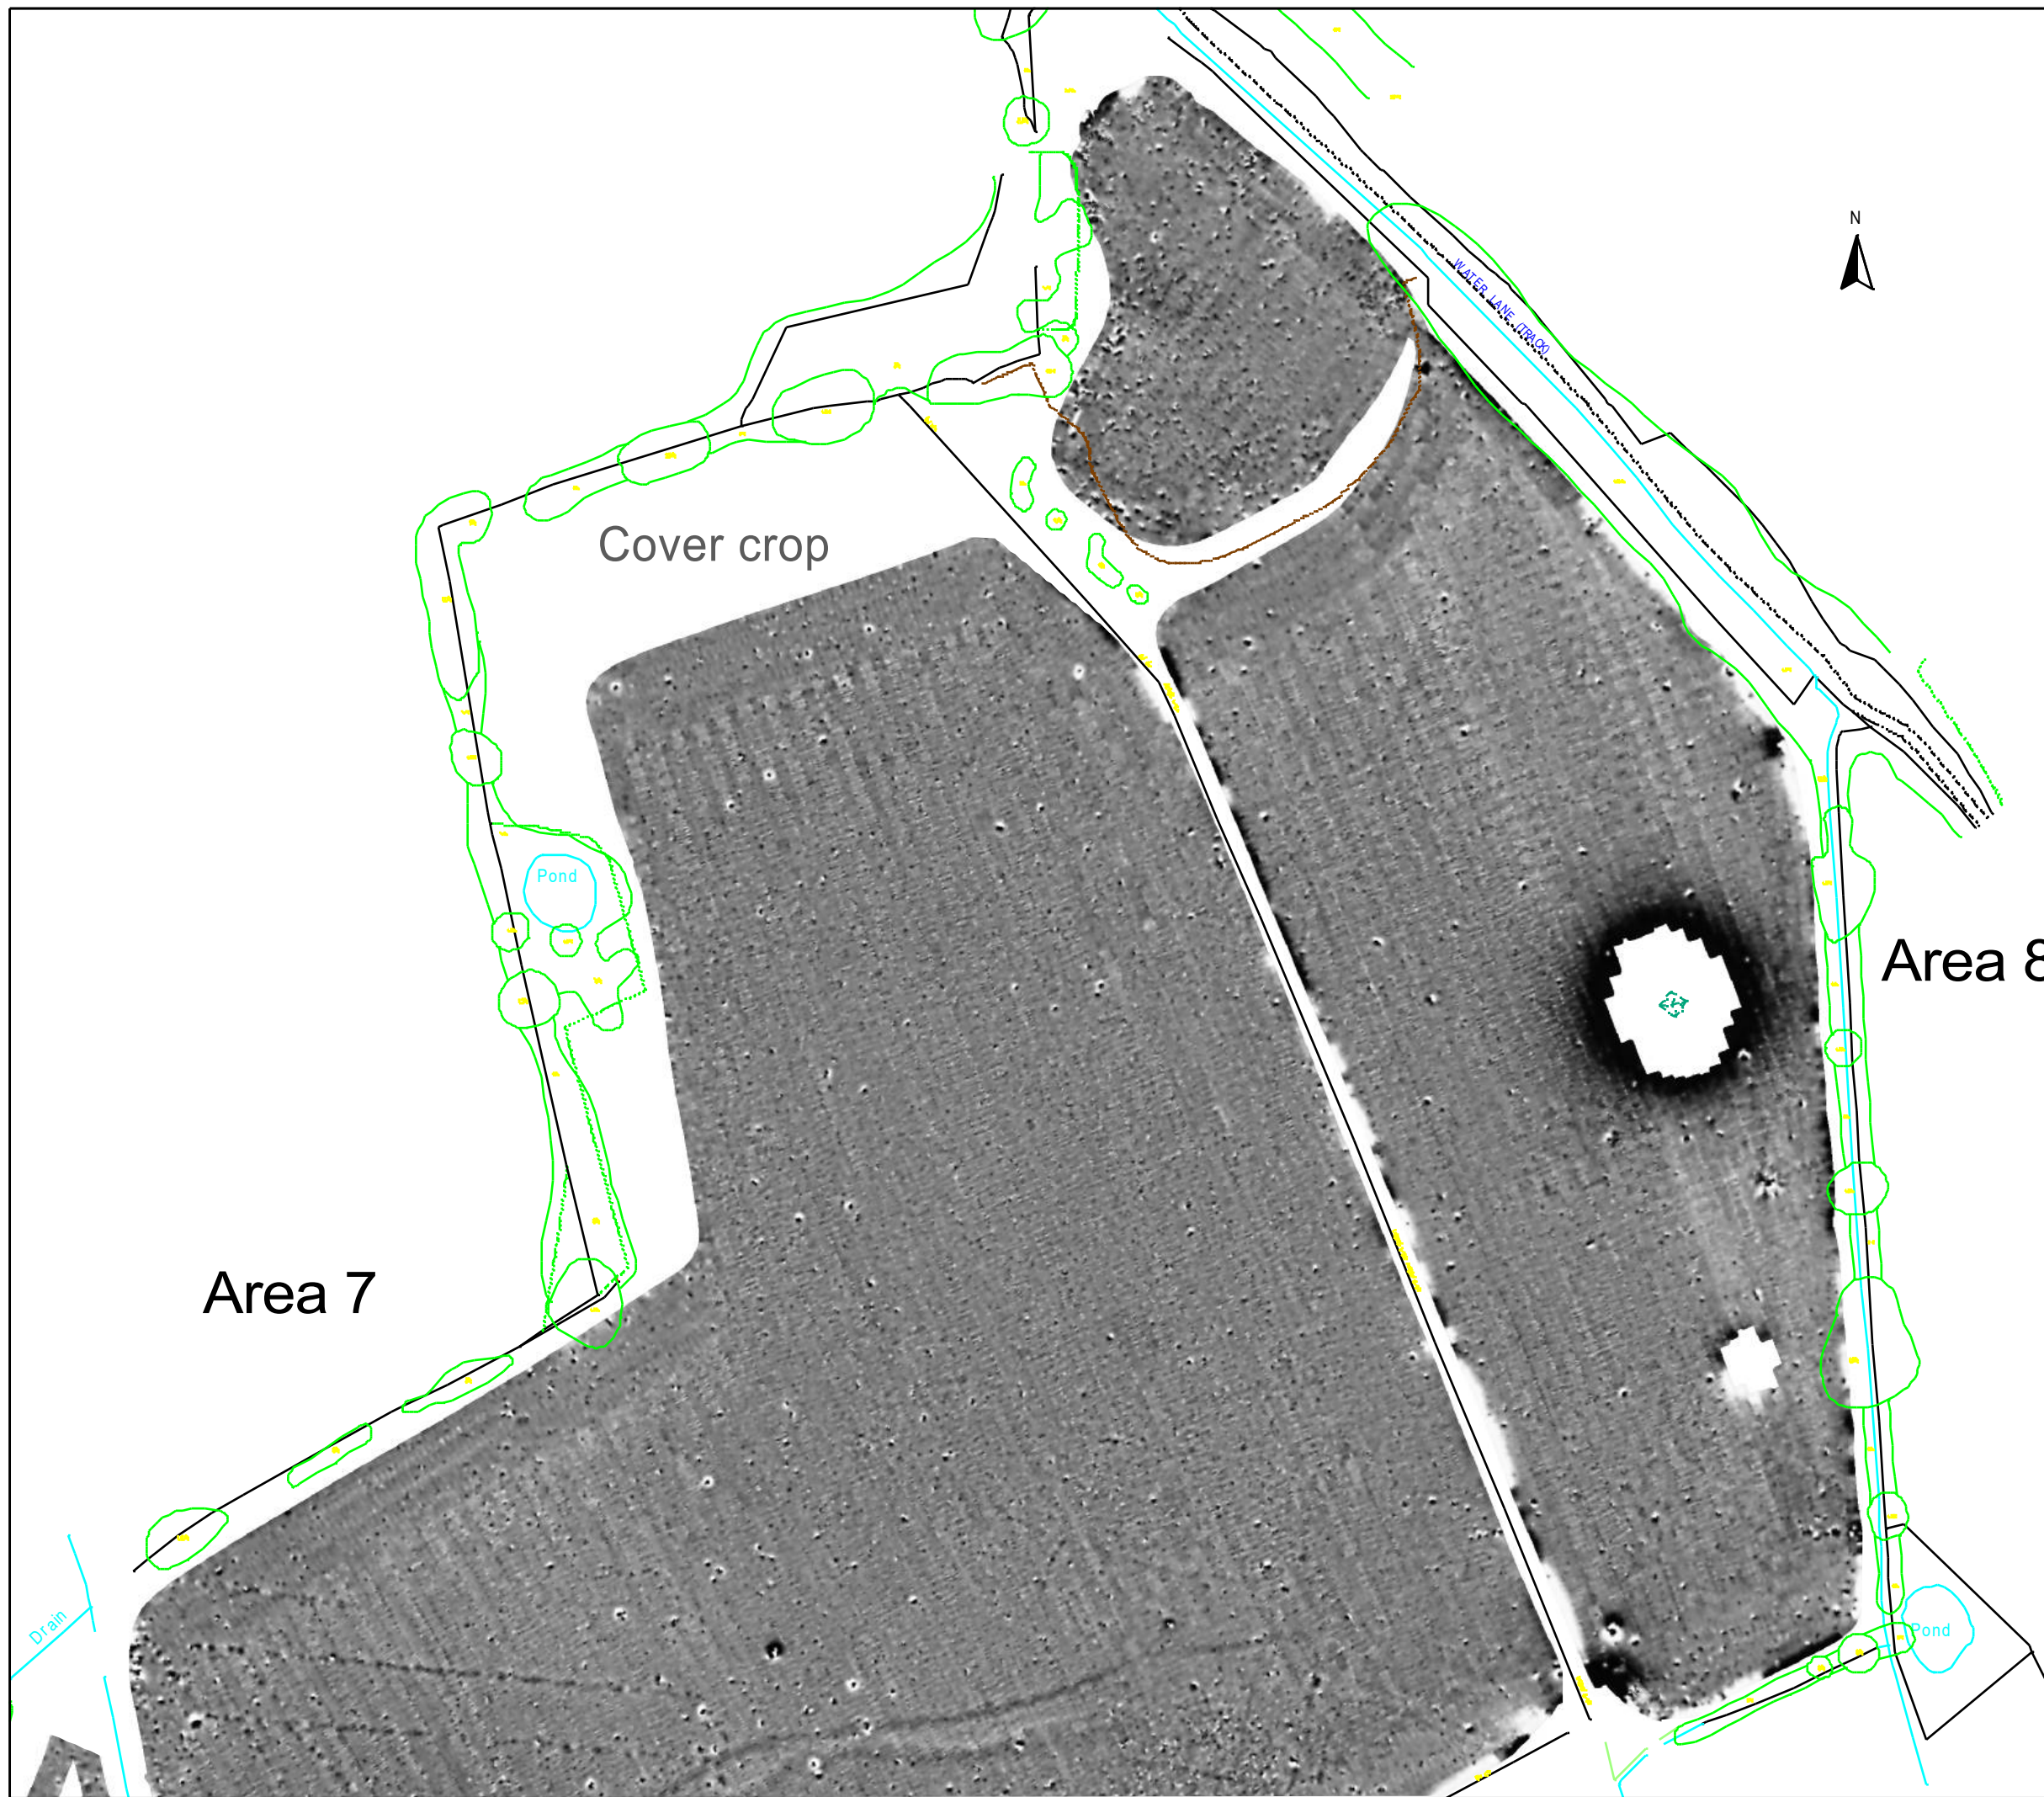 N
WATER LANE (TRACK)
Cover crop
Pond
Area 8
Area 7
Drain
Pond